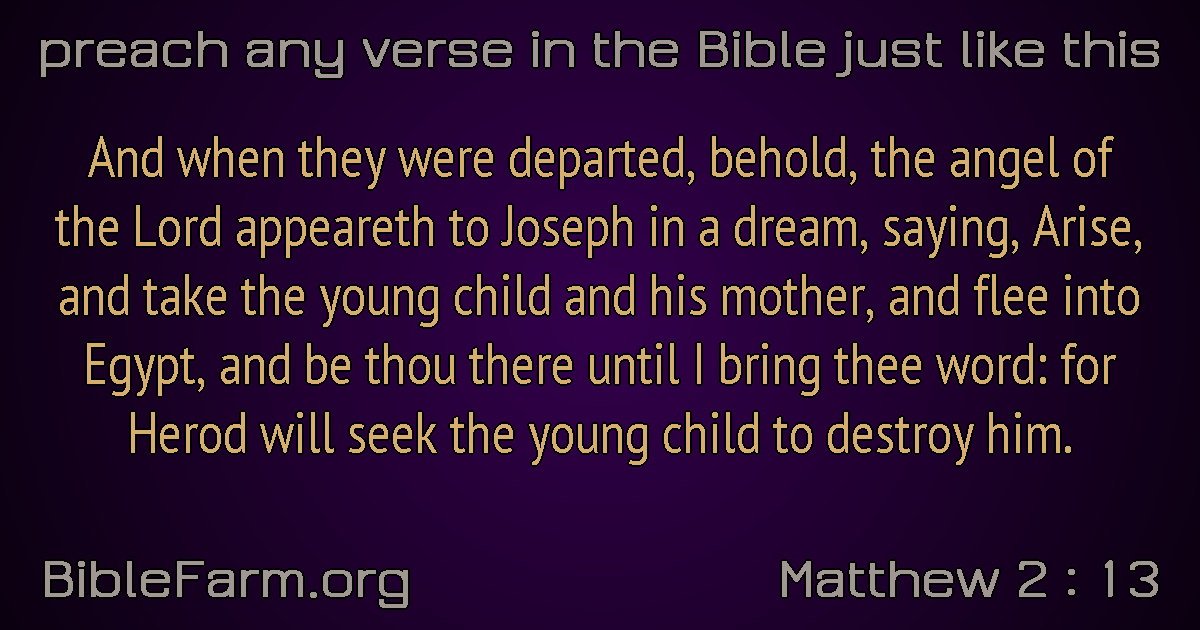 preach any verse in the Bible just like this
And when they were departed, behold, the angel of
the Lord appeareth to Joseph in a dream, saying, Arise,
and take the young child and his mother, and flee into
Egypt, and be thou there until I bring thee word: for
Herod will seek the young child to destroy him.
BibleFarm.org
Matthew 2 : 13